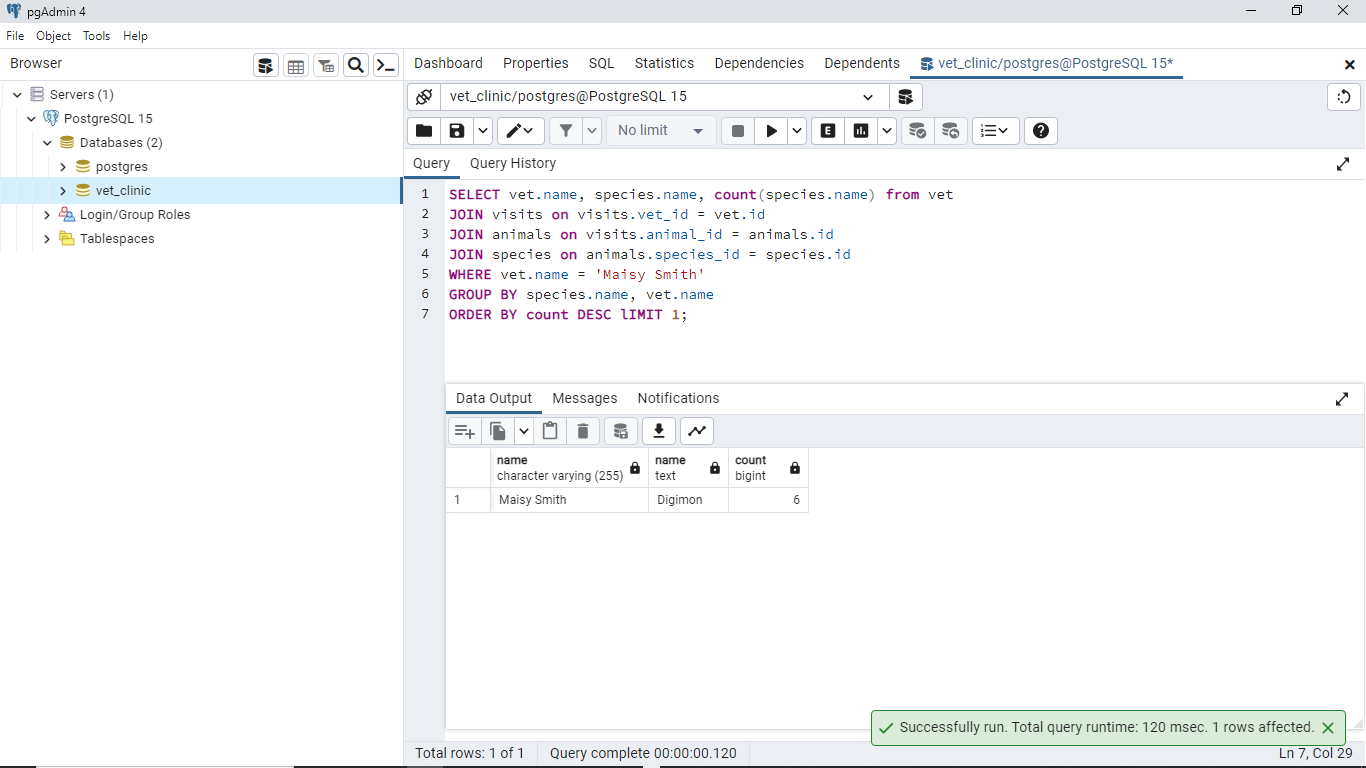 pgAdmin 4
File Object Tools Help
Browser
Servers (1)
PostgreSQL 15
Databases (2)
postgres
vet_clinic
Login/Group Roles
Tablespaces
Dashboard Properties SQL Statistics Dependencies Dependents vet_clinic/postgres@PostgreSQL 15*
vet_clinic/postgres@PostgreSQL 15
No limit
E
Query Query History
1 SELECT vet.name, species.name, count(species.name) from vet
2 JOIN visits on visits.vet_id = vet.id
3 JOIN animals on visits.animal_id = animals.id
4 JOIN species on animals.species_id = species.id
5 WHERE vet.name = 'Maisy Smith'
6 GROUP BY species.name, vet.name
7 ORDER BY count DESC lIMIT 1;
Data Output Messages Notifications
name name count
character varying (255) text bigint
1 Maisy Smith Digimon 6
Successfully run. Total query runtime: 120 msec. 1 rows affected.
Total rows: 1 of 1 Query complete 00:00:00.120 Ln 7, Col 29